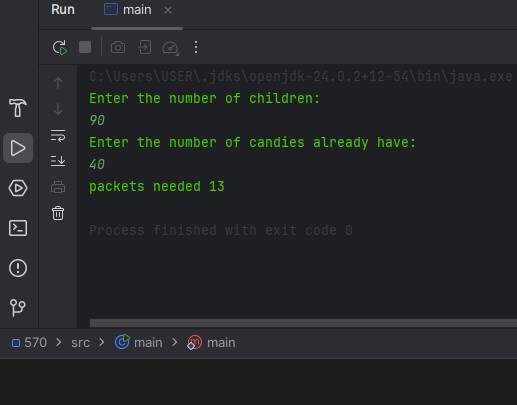 Run main
C:\Users\USER\.jdks\openjdk-24.0.2+12-54\bin\java.exe
Enter the number of children:
90
Enter the number of candies already have:
40
packets needed 13
Process finished with exit code 0
570 > src > main > main